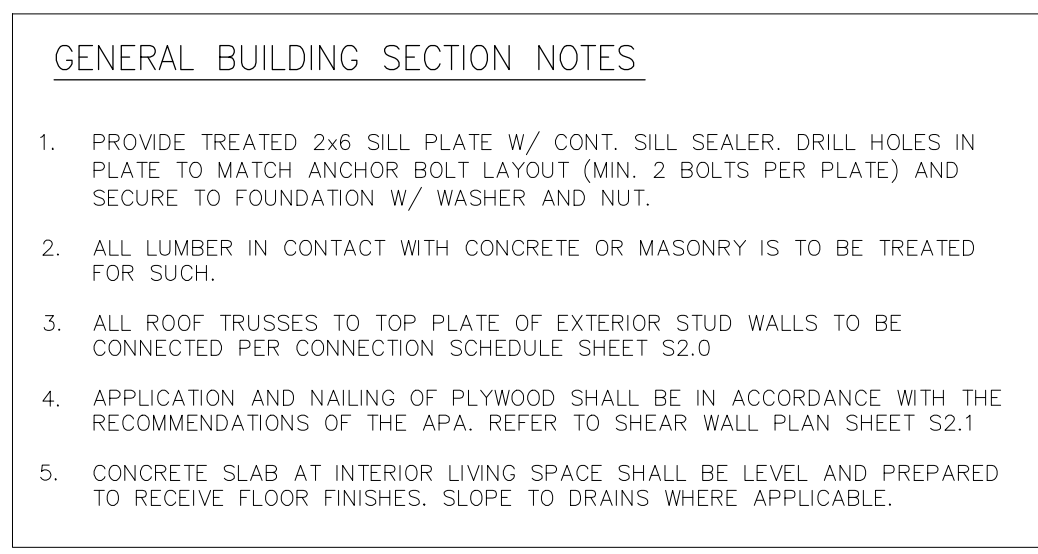 GENERAL BUILDING SECTION NOTES
1. PROVIDE TREATED 2x6 SILL PLATE W/ CONT. SILL SEALER. DRILL HOLES IN
PLATE TO MATCH ANCHOR BOLT LAYOUT (MIN. 2 BOLTS PER PLATE) AND
SECURE TO FOUNDATION W/ WASHER AND NUT.
2. ALL LUMBER IN CONTACT WITH CONCRETE OR MASONRY IS TO BE TREATED
FOR SUCH.
3. ALL ROOF TRUSSES TO TOP PLATE OF EXTERIOR STUD WALLS TO BE
CONNECTED PER CONNECTION SCHEDULE SHEET S2.0
4. APPLICATION AND NAILING OF PLYWOOD SHALL BE IN ACCORDANCE WITH THE
RECOMMENDATIONS OF THE APA. REFER TO SHEAR WALL PLAN SHEET S2.1
5. CONCRETE SLAB AT INTERIOR LIVING SPACE SHALL BE LEVEL AND PREPARED
TO RECEIVE FLOOR FINISHES. SLOPE TO DRAINS WHERE APPLICABLE.